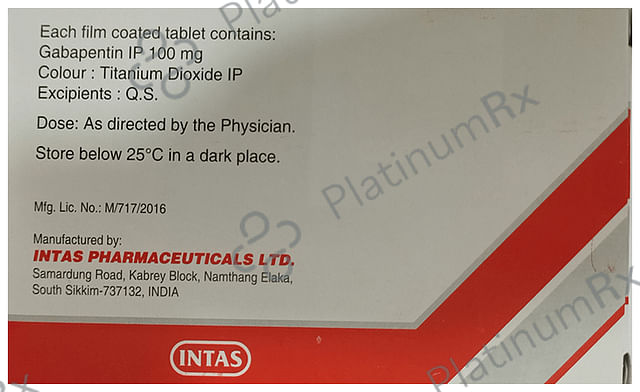 Each film coated tablet contains:
Gabapentin IP 100 mg
Colour : Titanium Dioxide IP
Excipients : Q.S.
Dose: As directed by the Physician.
Store below 25°C in a dark place.
Mfg. Lic. No.: M/717/2016
Manufactured by:
INTAS PHARMACEUTICALS LTD.
Samardung Road, Kabrey Block, Namthang Elaka,
South Sikkim-737132, INDIA
INTAS
PlatinumRx
PlatinumRx